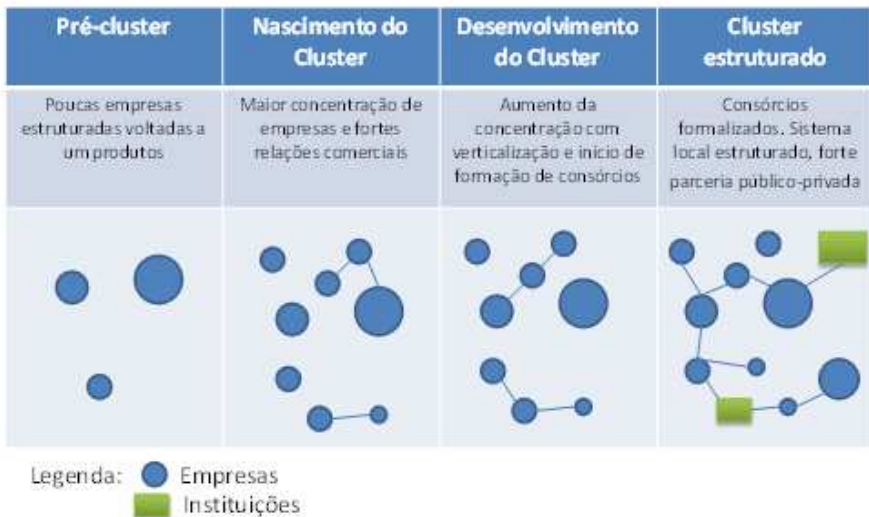 Pré-cluster
Nascimento do
Cluster
Desenvolvimento
do Cluster
Cluster
estruturado
Poucas empresas
estruturadas voltadas a
um produtos
Maior concentração de
empresas e fortes
relações comerciais
Aumento da
concentração com
verticalização e início de
formação de consórcios
Consórcios
formalizados. Sistema
local estruturado, forte
parceria público-privada
Legenda:
Empresas
Instituições